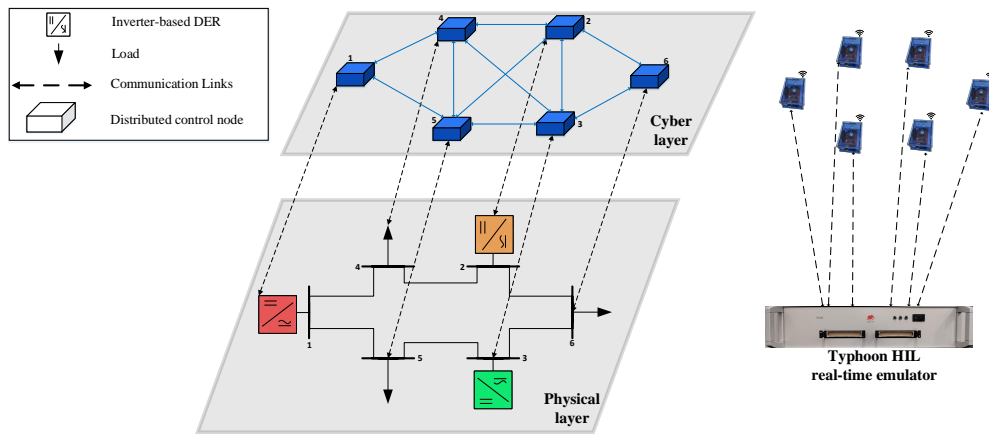 Inverter-based DER
Load
Communication Links
Distributed control node
4
2
1
6
5
3
Cyber
layer
4
2
1
5
3
6
Physical
layer
Typhoon HIL
real-time emulator